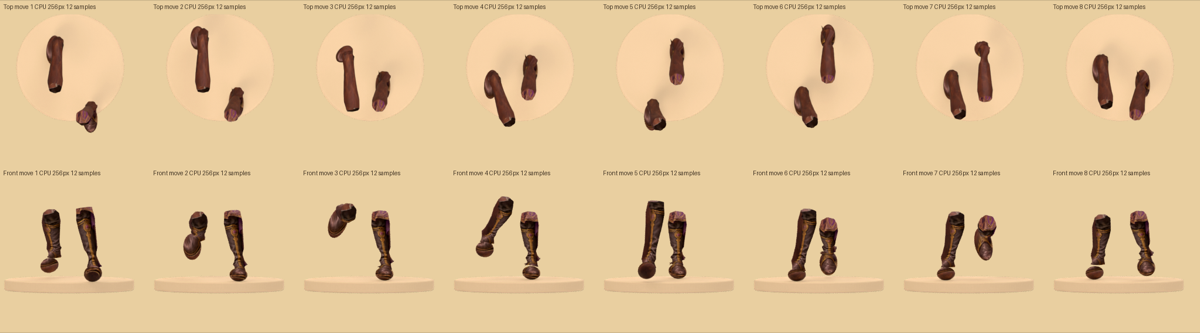 Top move 1 CPU 256px 12 samples
Top move 2 CPU 256px 12 samples
Top move 3 CPU 256px 12 samples
Top move 4 CPU 256px 12 samples
Top move 5 CPU 256px 12 samples
Top move 6 CPU 256px 12 samples
Top move 7 CPU 256px 12 samples
Top move 8 CPU 256px 12 samples
Front move 1 CPU 256px 12 samples
Front move 2 CPU 256px 12 samples
Front move 3 CPU 256px 12 samples
Front move 4 CPU 256px 12 samples
Front move 5 CPU 256px 12 samples
Front move 6 CPU 256px 12 samples
Front move 7 CPU 256px 12 samples
Front move 8 CPU 256px 12 samples